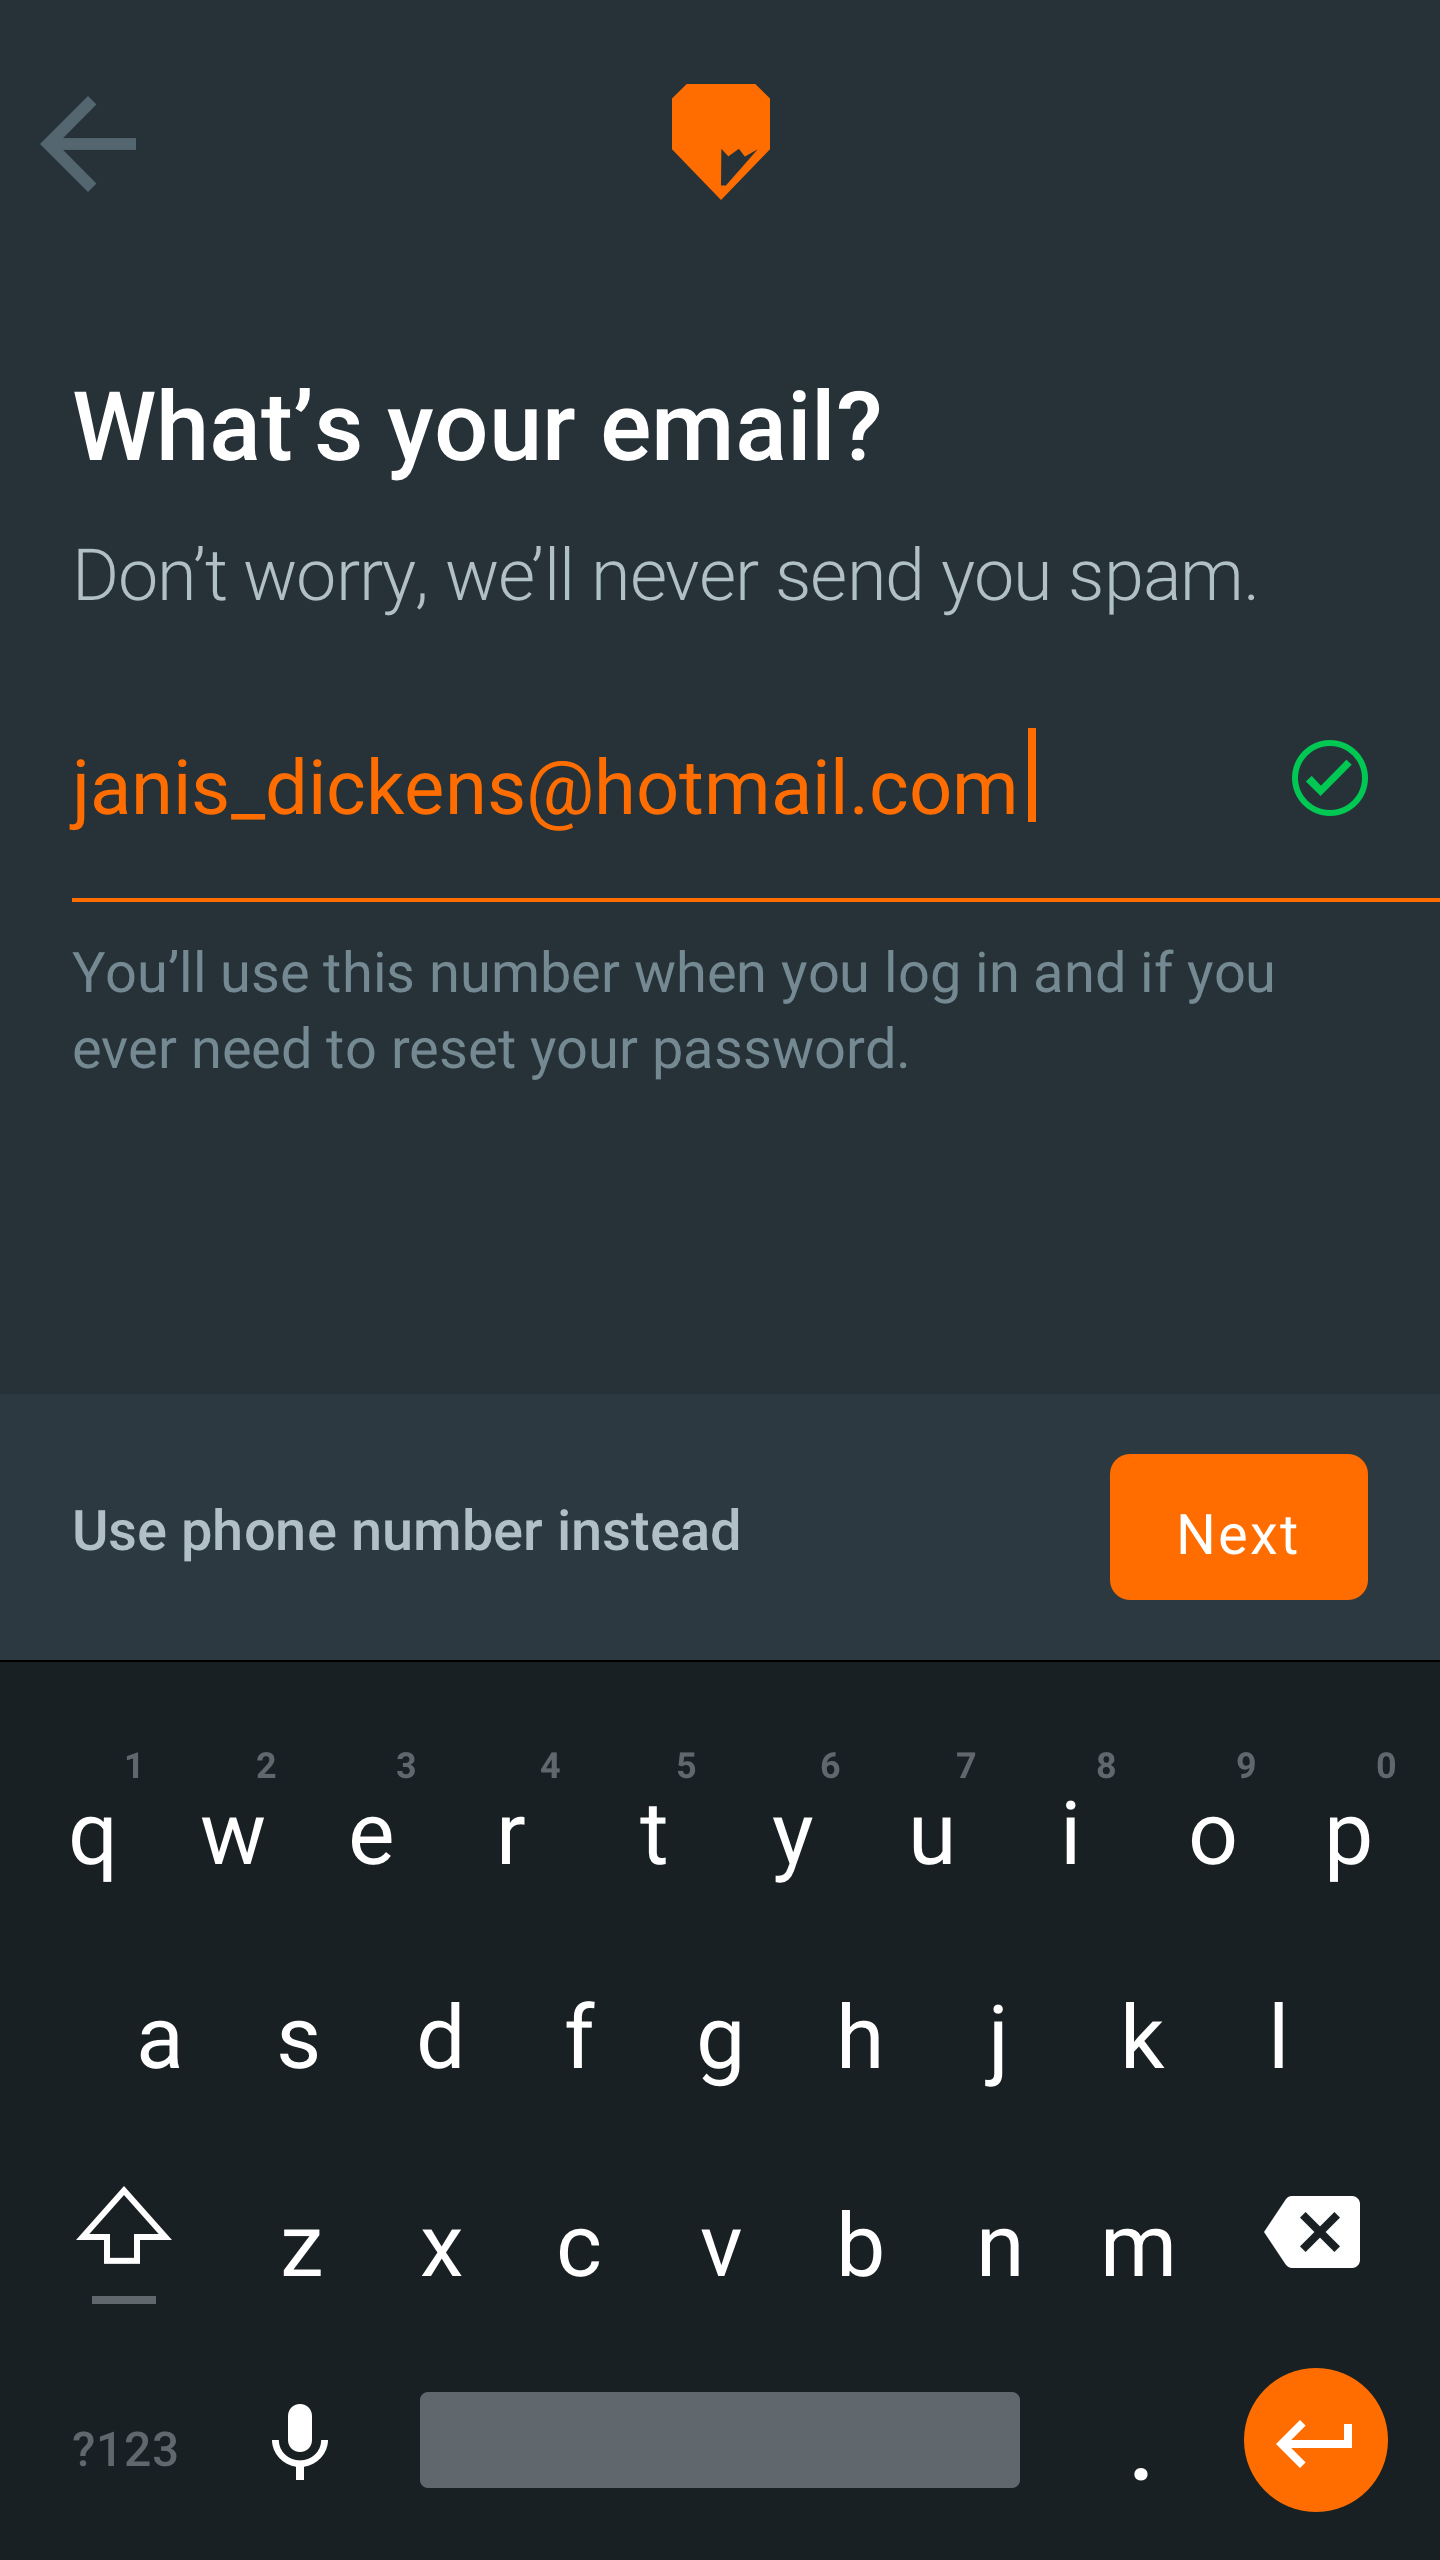 What’s your email?
Don’t worry, we’ll never send you spam.
janis_dickens@hotmail.com
You’ll use this number when you log in and if you
ever need to reset your password.
Use phone number instead
Next
1 2 3 4 5 6 7 8 9 0
q w e r t y u i o p
a s d f g h j k l
z x c v b n m
?123 .